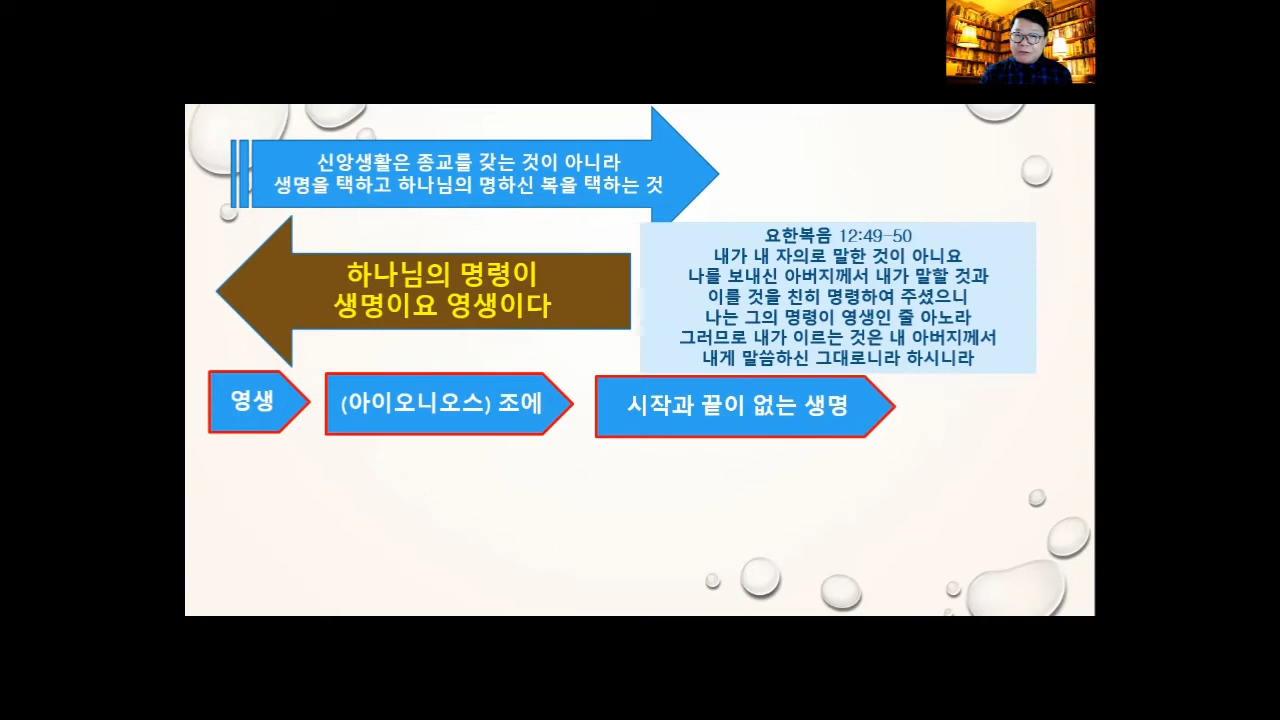 신앙생활은 종교를 갖는 것이 아니라
생명을 택하고 하나님의 명하신 복을 택하는 것
하나님의 명령이
생명이요 영생이다
요한복음 12:49-50
내가 내 자의로 말한 것이 아니요
나를 보내신 아버지께서 내가 말할 것과
이를 것을 친히 명령하여 주셨으니
나는 그의 명령이 영생인 줄 아노라
그러므로 내가 이르는 것은 내 아버지께서
내게 말씀하신 그대로니라 하시니라
영생
(아이오니오스) 조에
시작과 끝이 없는 생명